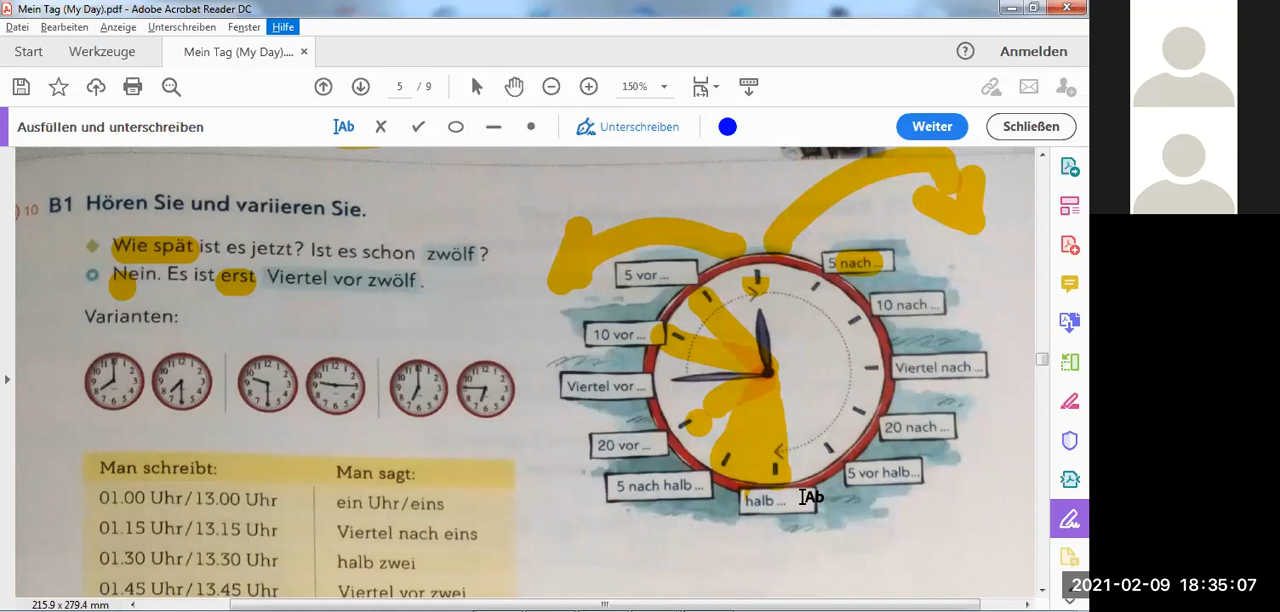 Mein Tag (My Day).pdf - Adobe Acrobat Reader DC
Datei Bearbeiten Anzeige Unterschreiben Fenster Hilfe
Start Werkzeuge Mein Tag (My Day).... × Anmelden
5 / 9 150%
Ausfüllen und unterschreiben Ab Unterschreiben Weiter Schließen
10 B1 Hören Sie und variieren Sie.
Wie spät ist es jetzt? Ist es schon zwölf ?
Nein. Es ist erst Viertel vor zwölf .
Varianten:
5 vor ...
5 nach ...
10 vor ...
10 nach ...
Viertel vor ...
Viertel nach ...
20 vor ...
20 nach ...
5 nach halb ...
5 vor halb...
halb ...
Ab
Man schreibt: Man sagt:
01.00 Uhr/13.00 Uhr ein Uhr/eins
01.15 Uhr/13.15 Uhr Viertel nach eins
01.30 Uhr/13.30 Uhr halb zwei
01.45 Uhr/13.45 Uhr Viertel vor zwei
215.9 x 279.4 mm
2021-02-09 18:35:07